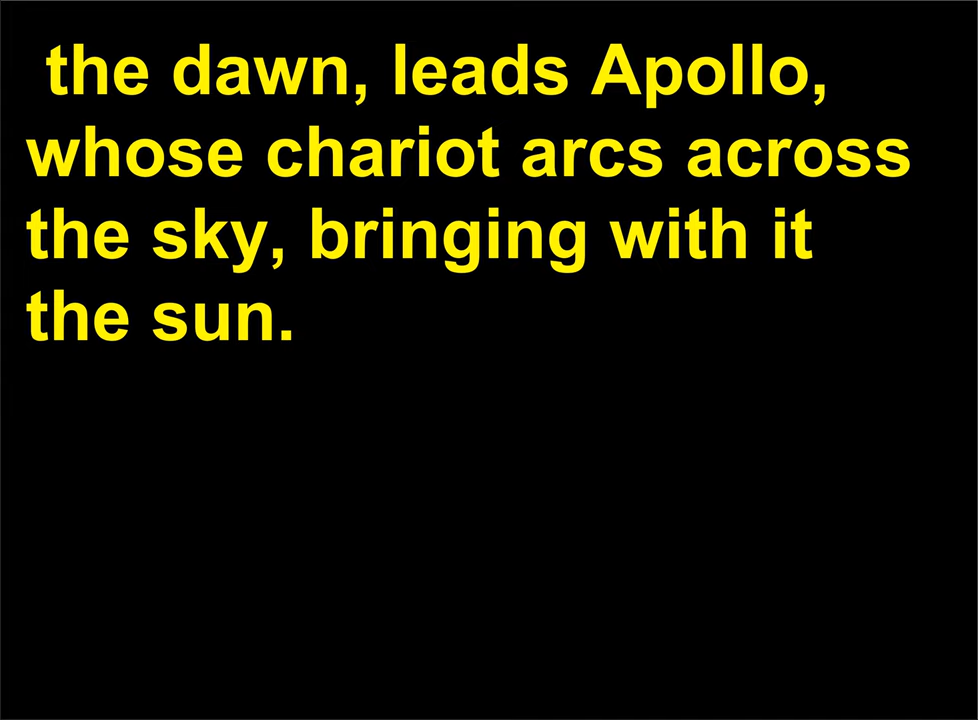 the dawn, leads Apollo,
whose chariot arcs across
the sky, bringing with it
the sun.